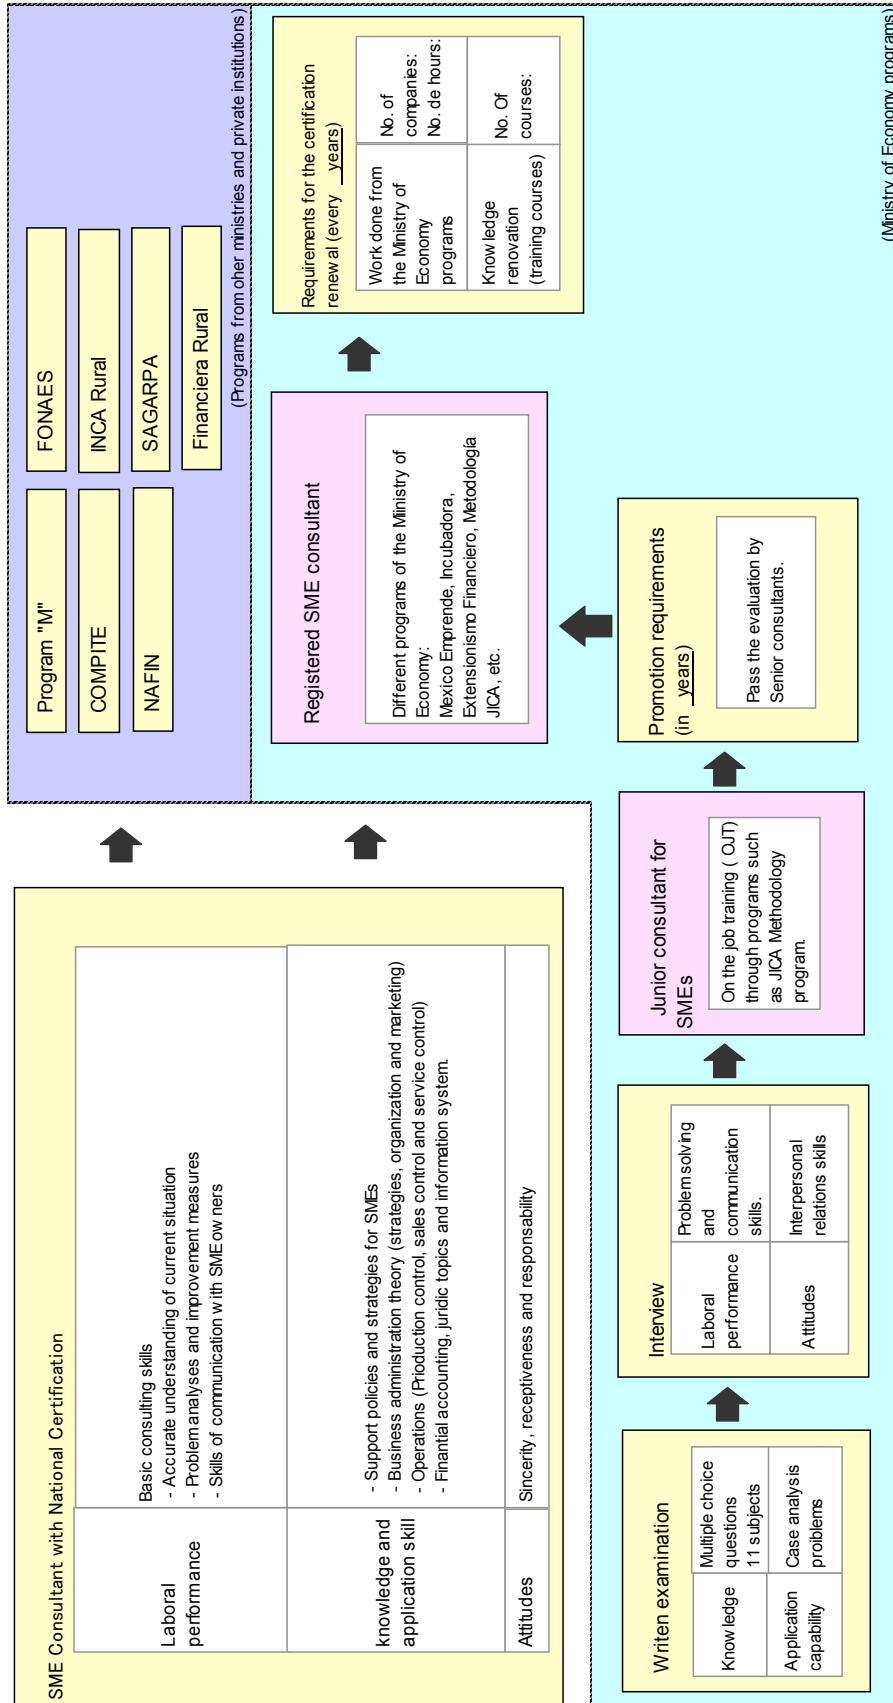 SME Consultant with National Certification
Laboral
performance
Basic consulting skills
- Accurate understanding of current situation
- Problem analyses and improvement measures
- Skills of communication with SME owners
knowledge and
application skill
- Support policies and strategies for SMEs
- Business administration theory (strategies, organization and marketing)
- Operations (Prioduction control, sales control and service control)
- Finantial accounting, juridic topics and information system.
Attitudes
Sincerity, receptiveness and responsability
Program "M"
FONAES
COMPITE
INCA Rural
NAFIN
SAGARPA
Financiera Rural
(Programs from oher ministries and private institutions)
Registered SME consultant
Different programs of the Miinistry of
Economy:
Mexico Emprende, Incubadora,
Extensionismo Financiero, Metodología
JICA, etc.
Requirements for the certification
renewal (every __years)
Work done from
the Ministry of
Economy
programs
No. of
companies:
No. de hours:
Knowledge
renovation
(training courses)
No. Of
courses:
Writen examination
Knowledge
Multiple choice
questions
11 subjects
Application
capability
Case analysis
proiblems
Interview
Laboral
performance
Problem solving
and
communication
skills.
Attitudes
Interpersonal
relations skills
Junior consultant for
SMEs
On the job training ( OJT)
through programs such
as JICA Methodology
program.
Promotion requirements
(in __years)
Pass the evaluation by
Senior consultants.
(Ministry of Economy programs)